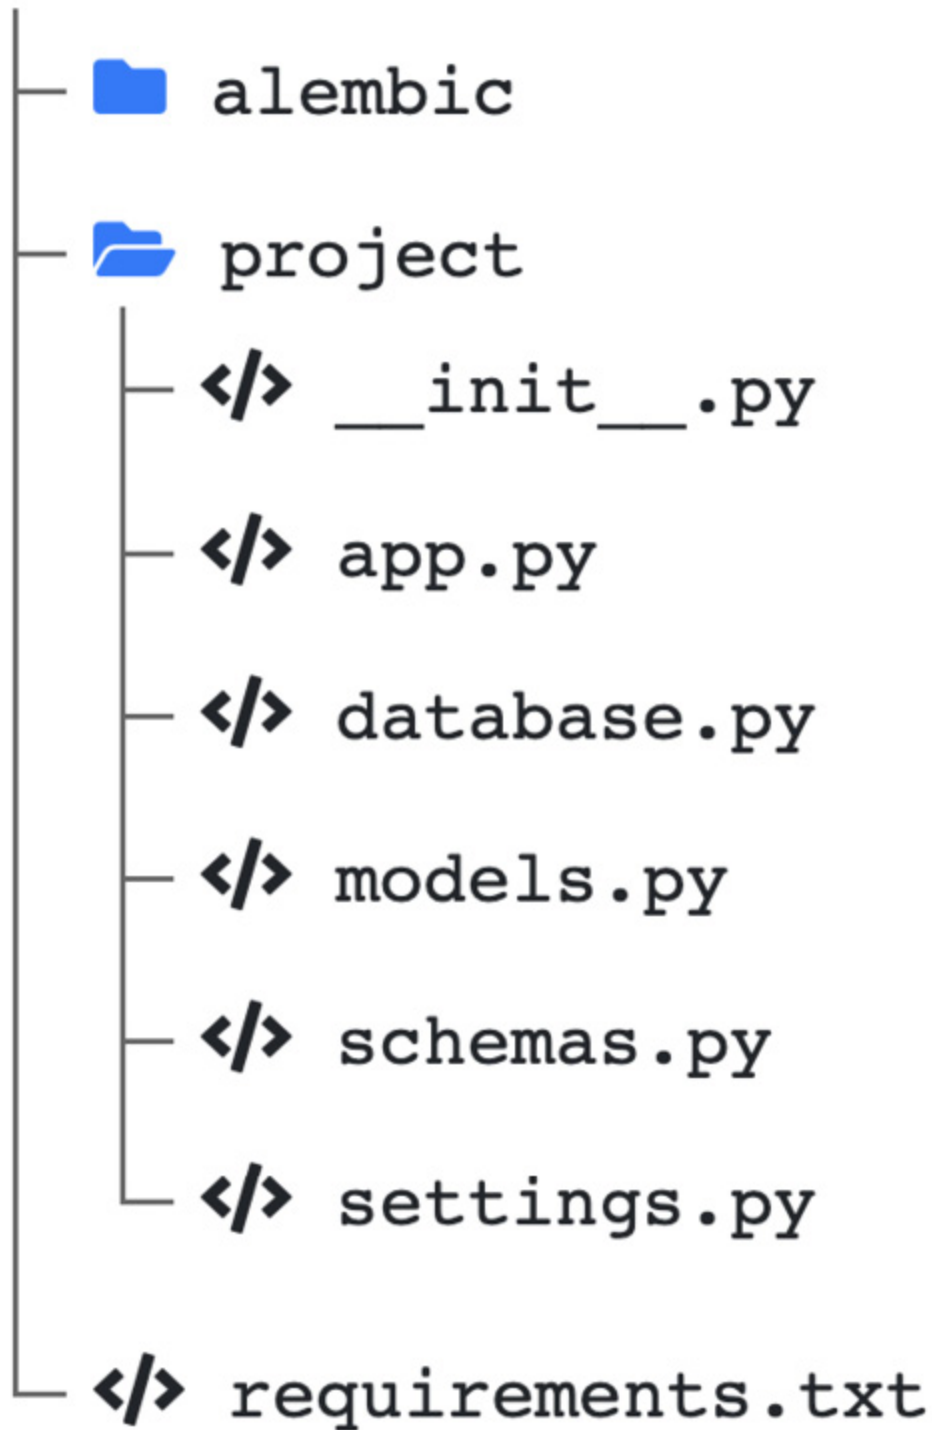 alembic
project
__init__.py
app.py
database.py
models.py
schemas.py
settings.py
requirements.txt